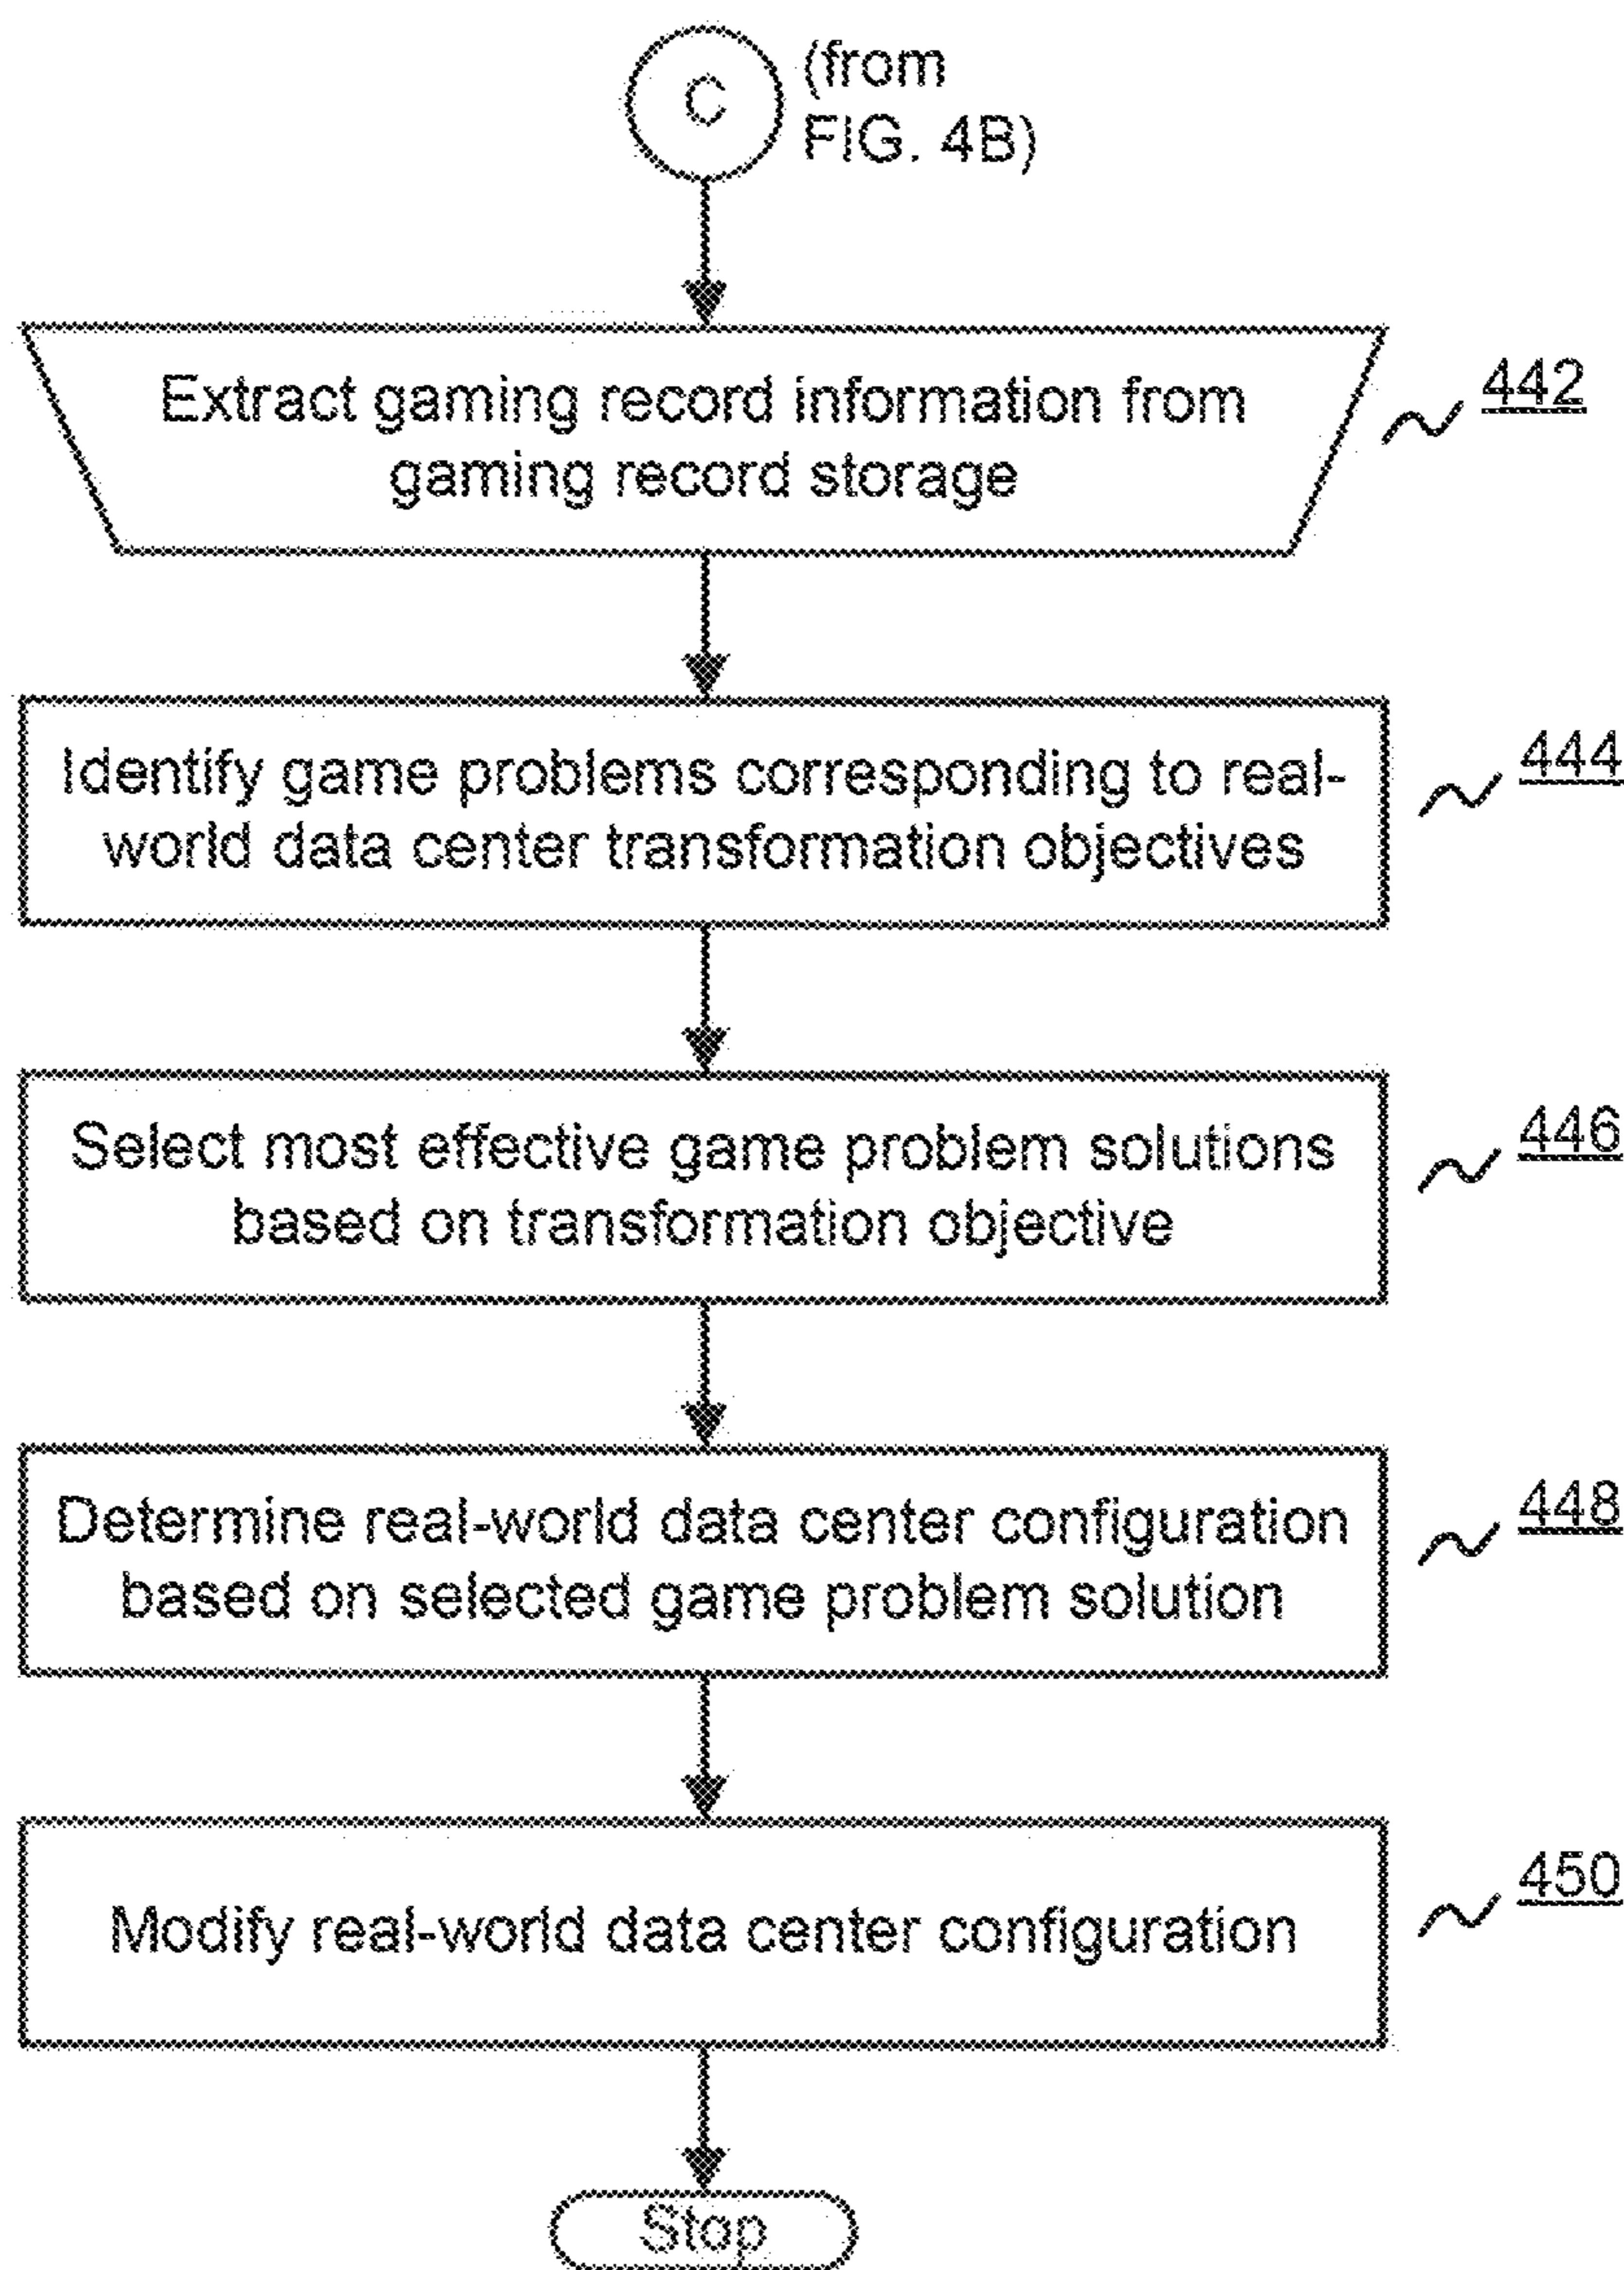 C
(from
FIG. 4B)
Extract gaming record information from
gaming record storage
442
Identify game problems corresponding to real-
world data center transformation objectives
444
Select most effective game problem solutions
based on transformation objective
446
Determine real-world data center configuration
based on selected game problem solution
448
Modify real-world data center configuration
450
Stop